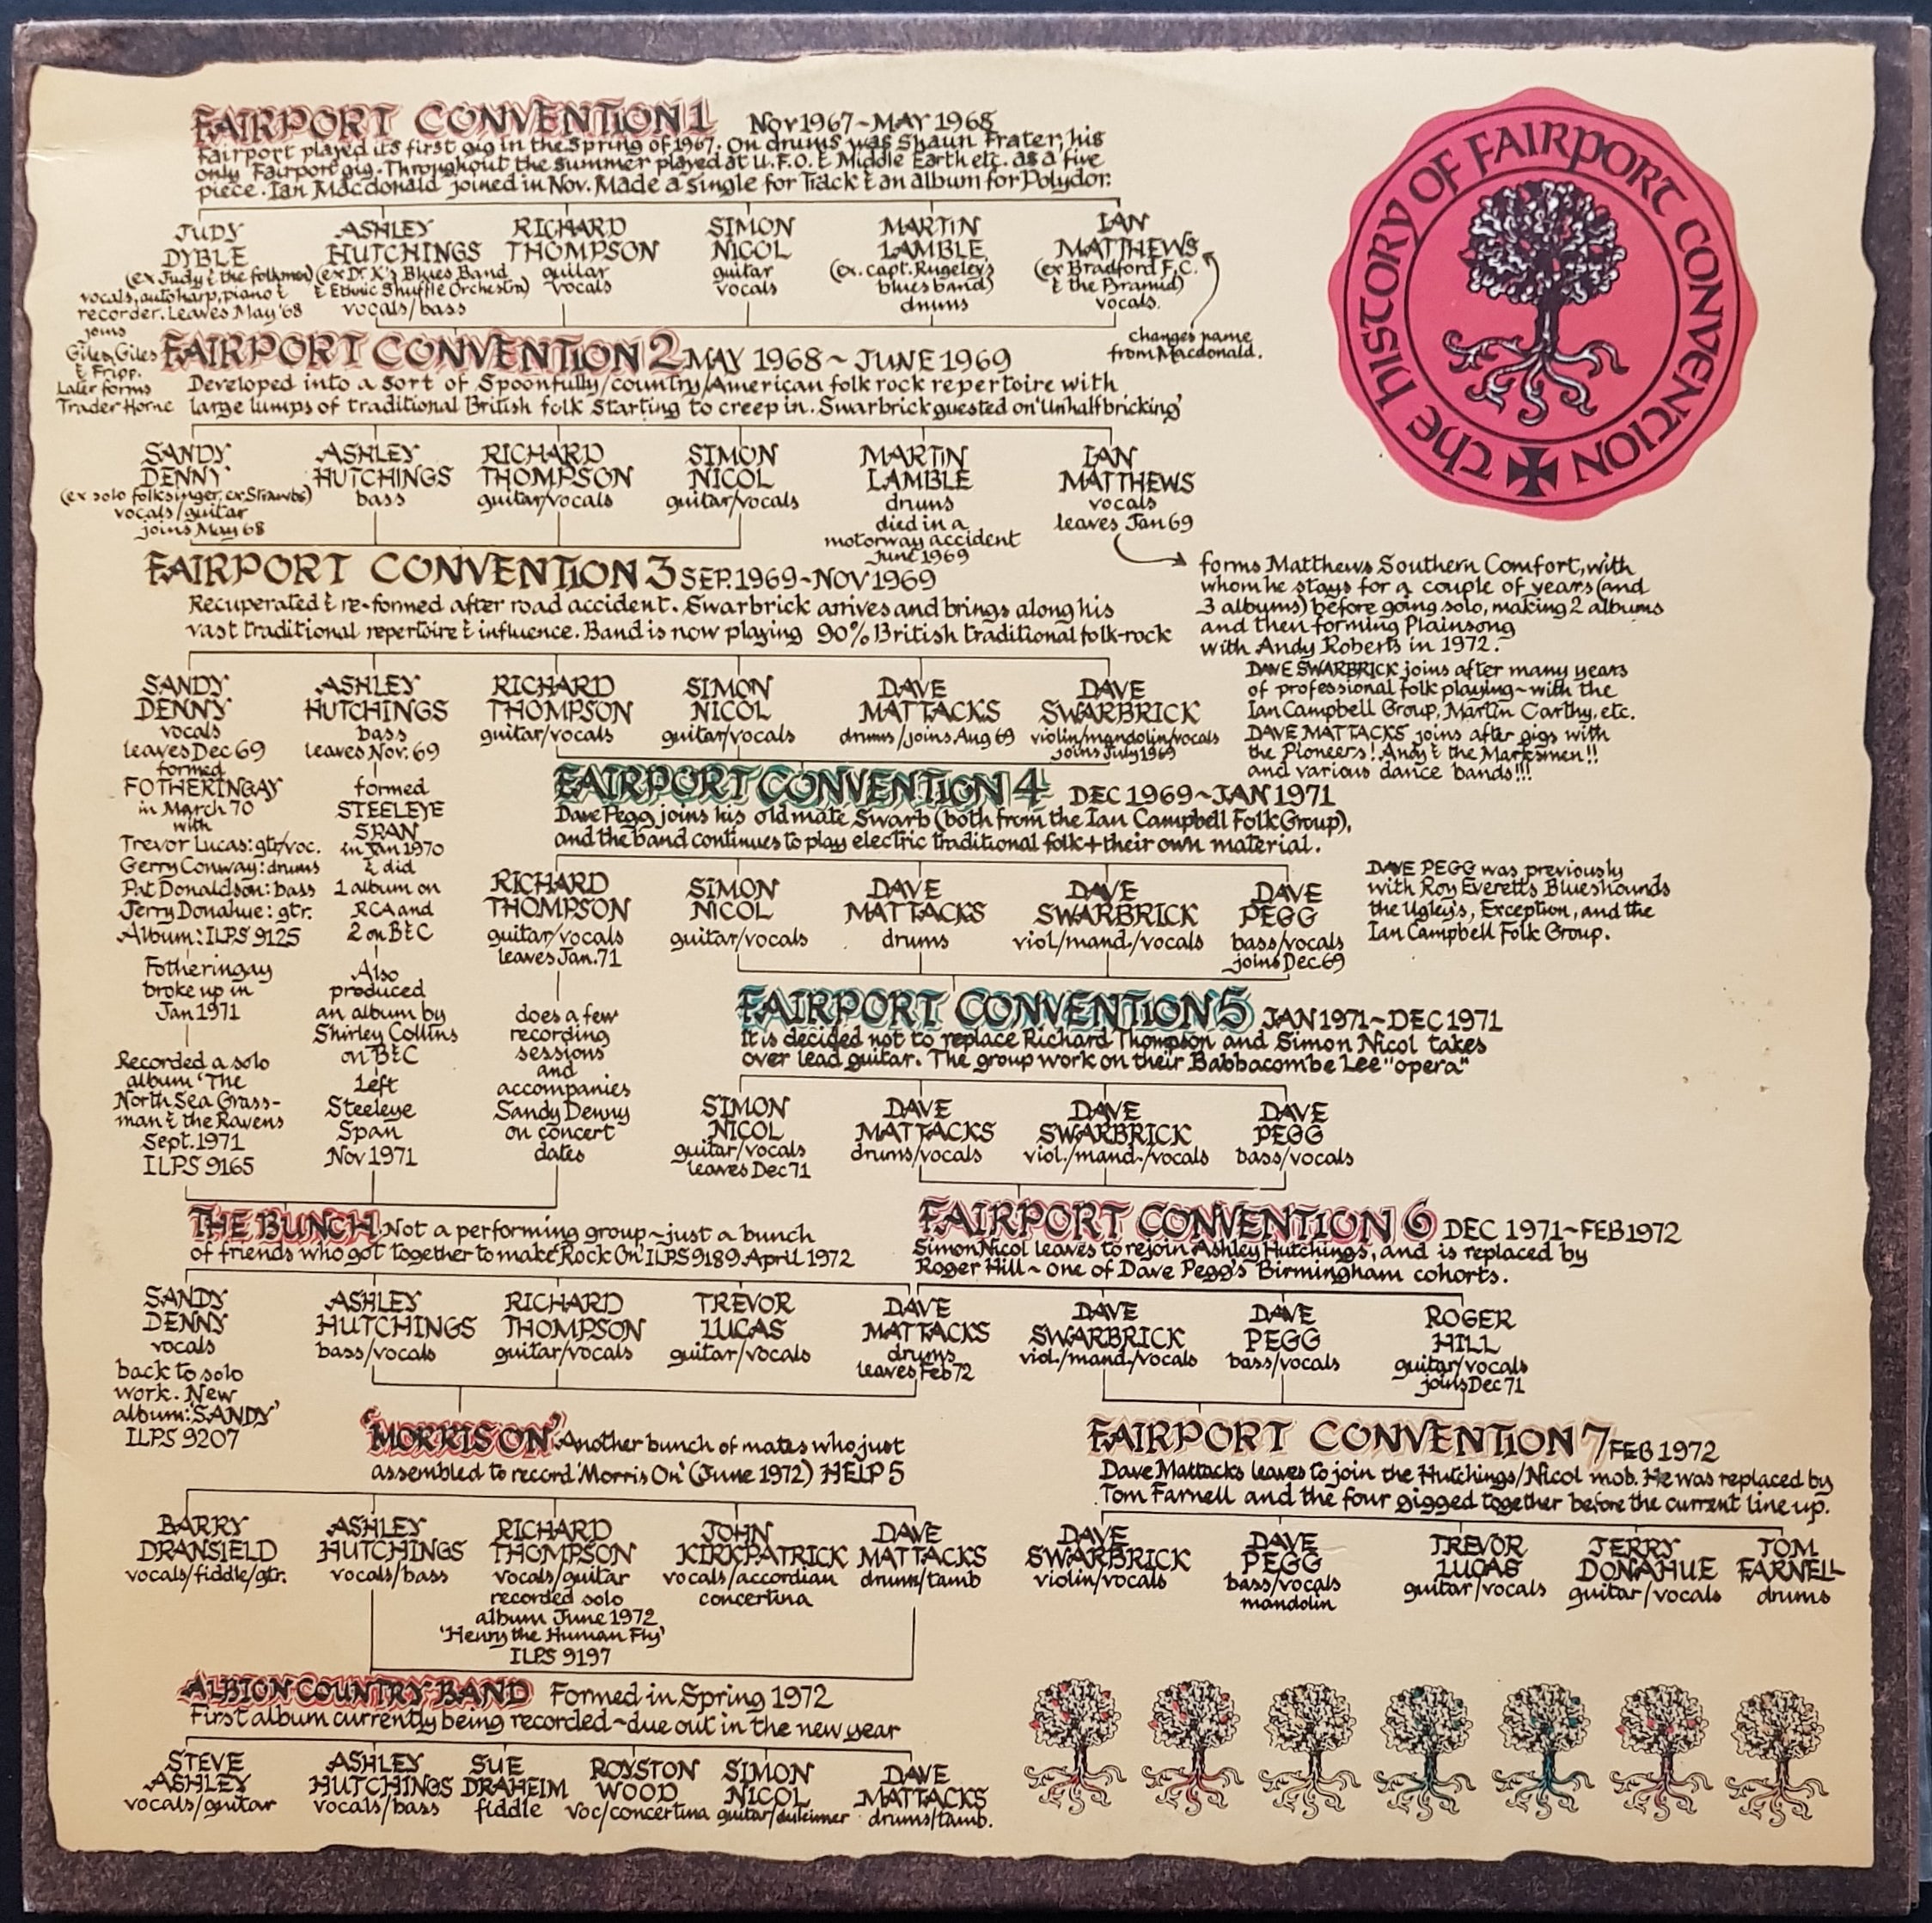 FAIRPORT CONVENTION 1 NOV 1967~MAY 1968
Fairport played its first gig in the Spring of 1967. On drums was Shaun Frater, his
only Fairport gig. Throughout the summer played at U.F.O. & Middle Earth etc. as a five
piece. Ian Macdonald joined in Nov. Made a single for Track & an album for Polydor.
JUDY
DYBLE
(ex Judy & the folkmen)
vocals, autoharp, piano &
recorder. Leaves May '68
joins
Giles, Giles
& Fripp.
Later forms
Trader Horne
ASHLEY
HUTCHINGS
(ex Dr. K's Blues Band
& Ethnic Shuffle Orchestra)
vocals/bass
RICHARD
THOMPSON
guitar
vocals
SIMON
NICOL
guitar
vocals
MARTIN
LAMBLE
(ex. capt. Rugeley's
blues band)
drums
IAN
MATTHEWS
(ex Bradford F.C.
& the Pyramid)
vocals.
changes name
from Macdonald.
THE HISTORY OF FAIRPORT CONVENTION
FAIRPORT CONVENTION 2 MAY 1968~JUNE 1969
Developed into a sort of Spoonfully/country/American folk rock repertoire with
large lumps of traditional British folk starting to creep in. Swarbrick guested on 'Unhalfbricking'
SANDY
DENNY
(ex solo folksinger, ex Strawbs)
vocals/guitar
joins May 68
ASHLEY
HUTCHINGS
bass
RICHARD
THOMPSON
guitar/vocals
SIMON
NICOL
guitar/vocals
MARTIN
LAMBLE
drums
died in a
motorway accident
June 1969
IAN
MATTHEWS
vocals
leaves Jan 69
forms Matthews Southern Comfort, with
whom he stays for a couple of years (and
3 albums) before going solo, making 2 albums
and then forming Plainsong
with Andy Roberts in 1972.
FAIRPORT CONVENTION 3 SEP. 1969~NOV 1969
Recuperated & re-formed after road accident. Swarbrick arrives and brings along his
vast traditional repertoire & influence. Band is now playing 90% British traditional folk-rock
SANDY
DENNY
vocals
leaves Dec 69
formed
FOTHERINGAY
in March 70
with
Trevor Lucas: gtr/voc.
Gerry Conway: drums
Pat Donaldson: bass
Jerry Donahue: gtr.
Album: ILPS 9125
Fotheringay
broke up in
Jan 1971
Recorded a solo
album 'The
North Sea Grass-
man & the Ravens
Sept. 1971
ILPS 9165
ASHLEY
HUTCHINGS
bass
leaves Nov. 69
formed
STEELEYE
SPAN
in Jan 1970
& did
1 album on
RCA and
2 on B&C
Also
produced
an album by
Shirley Collins
on B&C
Left
Steeleye
Span
Nov 1971
RICHARD
THOMPSON
guitar/vocals
SIMON
NICOL
guitar/vocals
DAVE
MATTACKS
drums/joins Aug 69
DAVE
SWARBRICK
violin/mandolin/vocals
joins July 1969
DAVE SWARBRICK joins after many years
of professional folk playing~with the
Ian Campbell Group, Martin Carthy, etc.
DAVE MATTACKS joins after gigs with
the Pioneers! Andy & the Marksmen!!
and various dance bands!!!
FAIRPORT CONVENTION 4 DEC 1969~JAN 1971
Dave Pegg joins his old mate Swarb (both from the Ian Campbell Folk Group),
and the band continues to play electric traditional folk + their own material.
RICHARD
THOMPSON
guitar/vocals
leaves Jan. 71
does a few
recording
sessions
and
accompanies
Sandy Denny
on concert
dates
SIMON
NICOL
guitar/vocals
DAVE
MATTACKS
drums
DAVE
SWARBRICK
viol/mand./vocals
DAVE
PEGG
bass/vocals
joins Dec 69
DAVE PEGG was previously
with Roy Everett's Blueshounds
the Ugly's, Exception, and the
Ian Campbell Folk Group.
FAIRPORT CONVENTION 5 JAN 1971~DEC 1971
It is decided not to replace Richard Thompson and Simon Nicol takes
over lead guitar. The group work on their Babbacombe Lee "opera"
SIMON
NICOL
guitar/vocals
leaves Dec 71
DAVE
MATTACKS
drums/vocals
DAVE
SWARBRICK
viol./mand./vocals
DAVE
PEGG
bass/vocals
THE BUNCH. Not a performing group~just a bunch
of friends who got together to make 'Rock On' ILPS 9189. April 1972
SANDY
DENNY
vocals
back to solo
work. New
album: 'SANDY'
ILPS 9207
ASHLEY
HUTCHINGS
bass/vocals
RICHARD
THOMPSON
guitar/vocals
TREVOR
LUCAS
guitar/vocals
DAVE
MATTACKS
drums
leaves Feb 72
FAIRPORT CONVENTION 6 DEC 1971~FEB 1972
Simon Nicol leaves to rejoin Ashley Hutchings, and is replaced by
Roger Hill~one of Dave Pegg's Birmingham cohorts.
DAVE
SWARBRICK
viol./mand./vocals
DAVE
PEGG
bass/vocals
ROGER
HILL
guitar/vocals
joins Dec 71
'MORRIS ON' Another bunch of mates who just
assembled to record 'Morris On' (June 1972) HELP 5
BARRY
DRANSIELD
vocals/fiddle/gtr.
ASHLEY
HUTCHINGS
vocals/bass
RICHARD
THOMPSON
vocals/guitar
recorded solo
album June 1972
'Henry the Human Fly'
ILPS 9197
JOHN
KIRKPATRICK
vocals/accordian
concertina
DAVE
MATTACKS
drums/tamb
FAIRPORT CONVENTION 7 FEB 1972
Dave Mattacks leaves to join the Hutchings/Nicol mob. He was replaced by
Tom Farnell and the four gigged together before the current line up.
DAVE
SWARBRICK
violin/vocals
DAVE
PEGG
bass/vocals
mandolin
TREVOR
LUCAS
guitar/vocals
JERRY
DONAHUE
guitar/vocals
TOM
FARNELL
drums
ALBION COUNTRY BAND Formed in Spring 1972
First album currently being recorded~due out in the new year
STEVE
ASHLEY
vocals/guitar
ASHLEY
HUTCHINGS
vocals/bass
SUE
DRAHEIM
fiddle
ROYSTON
WOOD
voc/concertina
SIMON
NICOL
guitar/dulcimer
DAVE
MATTACKS
drums/tamb.